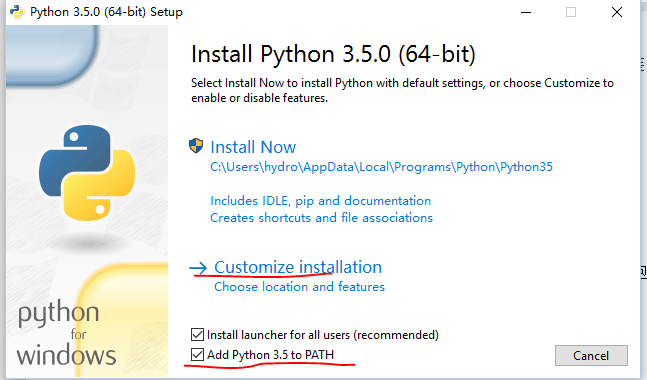 Python 3.5.0 (64-bit) Setup
Install Python 3.5.0 (64-bit)
Select Install Now to install Python with default settings, or choose Customize to
enable or disable features.
Install Now
C:\Users\hydro\AppData\Local\Programs\Python\Python35
Includes IDLE, pip and documentation
Creates shortcuts and file associations
Customize installation
Choose location and features
Install launcher for all users (recommended)
Add Python 3.5 to PATH
Cancel
python
for
windows